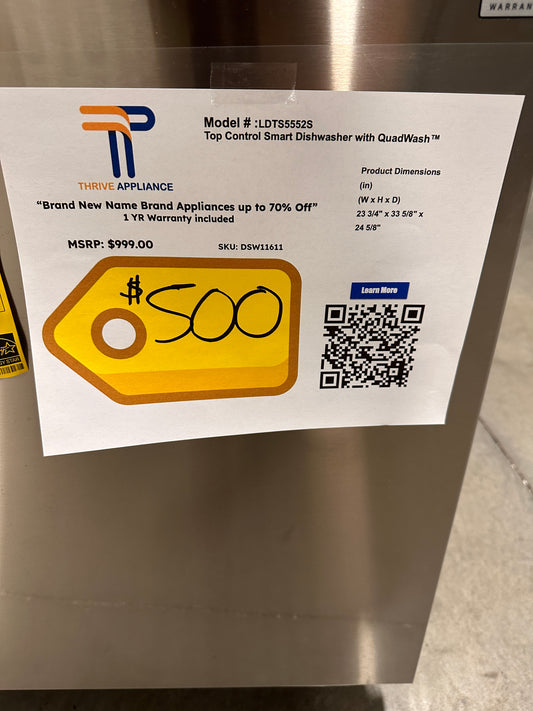 WARRAN
Model # :LDTS5552S
Top Control Smart Dishwasher with QuadWash™
THRIVE APPLIANCE
"Brand New Name Brand Appliances up to 70% Off"
1 YR Warranty included
MSRP: $999.00
SKU: DSW11611
Product Dimensions
(in)
(W x H x D)
23 3/4" x 33 5/8" x
24 5/8"
$500
Learn More